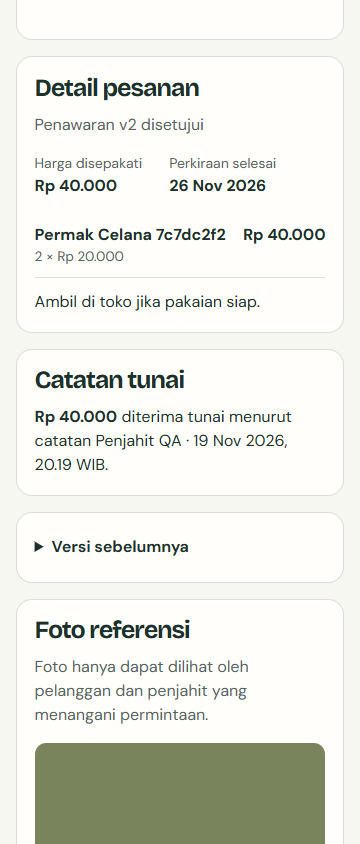 Detail pesanan
Penawaran v2 disetujui
Harga disepakati
Rp 40.000
Perkiraan selesai
26 Nov 2026
Permak Celana 7c7dc2f2 Rp 40.000
2 × Rp 20.000
Ambil di toko jika pakaian siap.
Catatan tunai
Rp 40.000 diterima tunai menurut
catatan Penjahit QA · 19 Nov 2026,
20.19 WIB.
Versi sebelumnya
Foto referensi
Foto hanya dapat dilihat oleh
pelanggan dan penjahit yang
menangani permintaan.